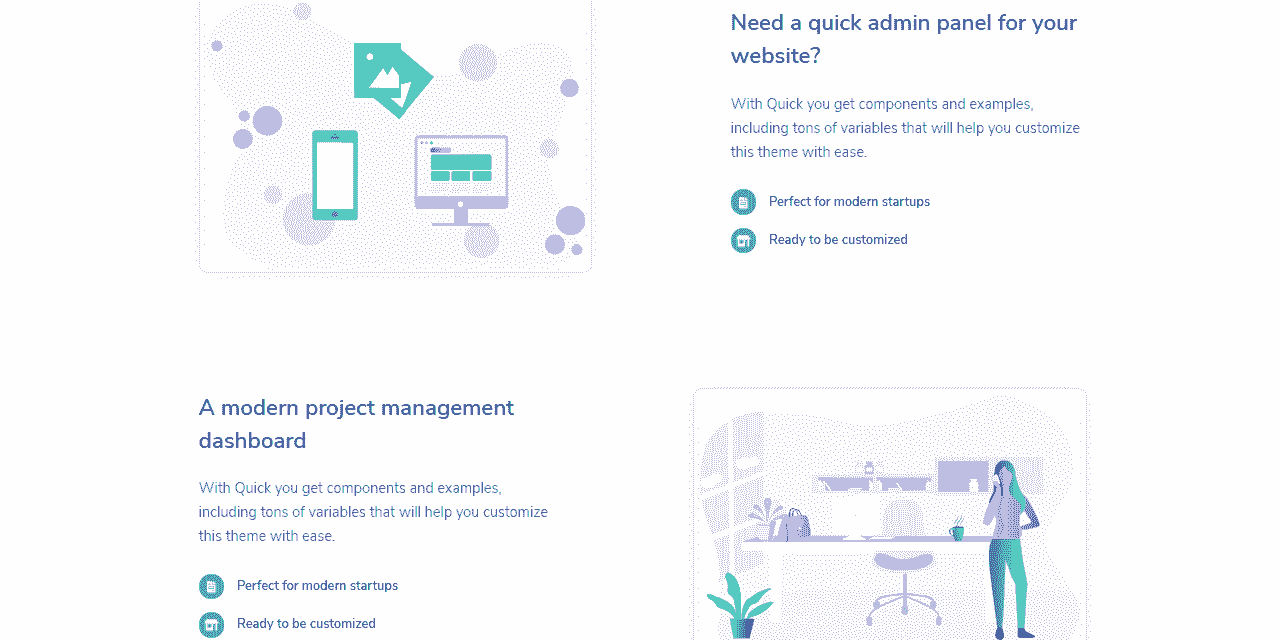 Need a quick admin panel for your
website?
With Quick you get components and examples,
including tons of variables that will help you customize
this theme with ease.
Perfect for modern startups
Ready to be customized
A modern project management
dashboard
With Quick you get components and examples,
including tons of variables that will help you customize
this theme with ease.
Perfect for modern startups
Ready to be customized